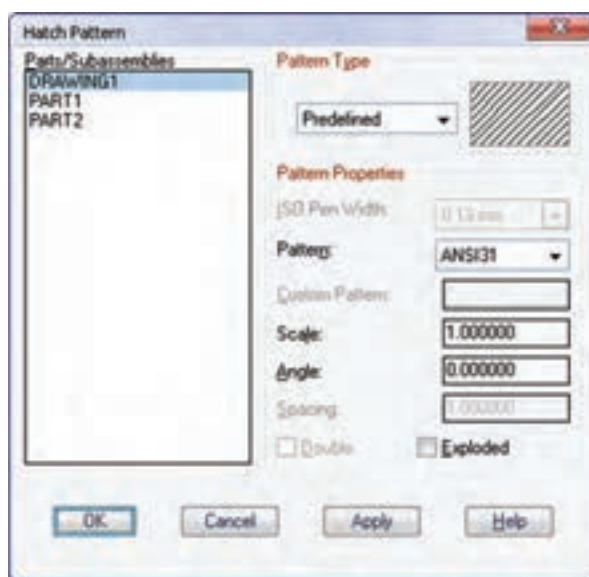 Hatch Pattern
Parts/Subassemblies
DRAWING1
PART1
PART2
Pattern Type
Predefined
Pattern Properties
ISO Pen Width:
0.13 mm
Pattern:
ANSI31
Custom Pattern:
Scale:
1.000000
Angle:
0.000000
Spacing:
1.000000
Double
Exploded
OK
Cancel
Apply
Help